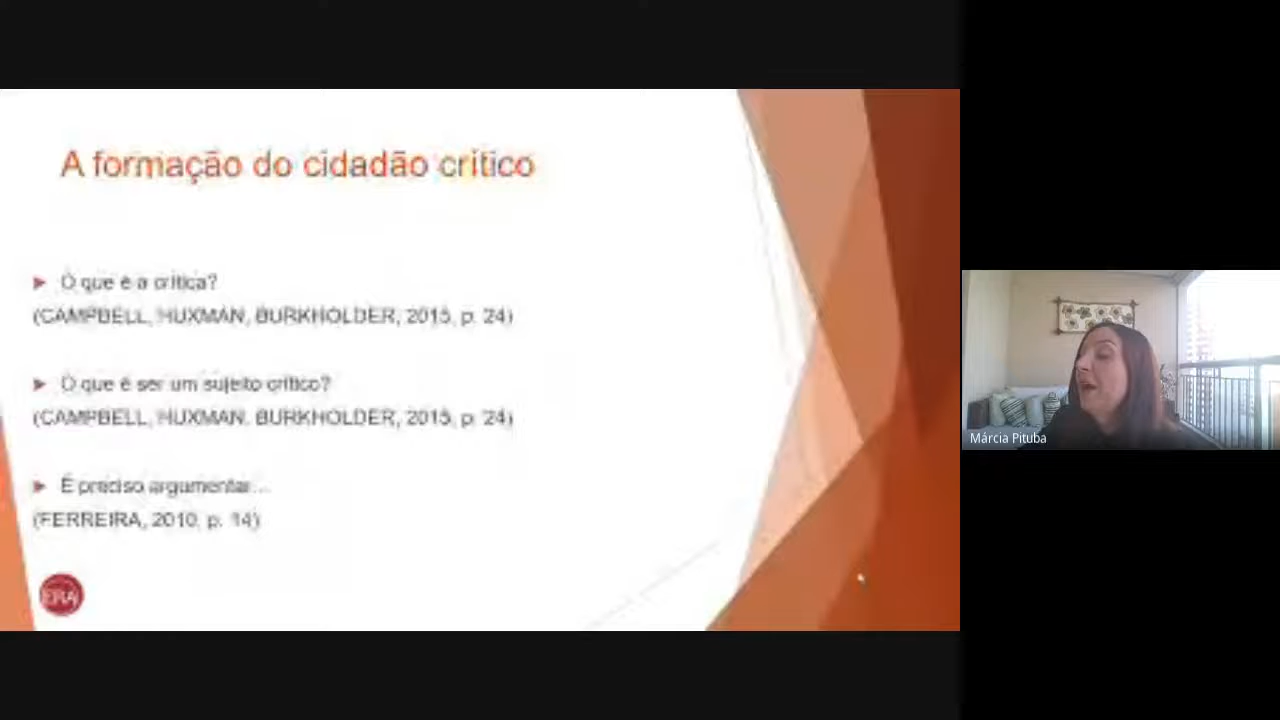 A formação do cidadão crítico
O que é a crítica?
(CAMPBELL, HUXMAN, BURKHOLDER, 2015, p. 24)
O que é ser um sujeito crítico?
(CAMPBELL, HUXMAN, BURKHOLDER, 2015, p. 24)
É preciso argumentar...
(FERREIRA, 2010, p. 14)
Márcia Pituba